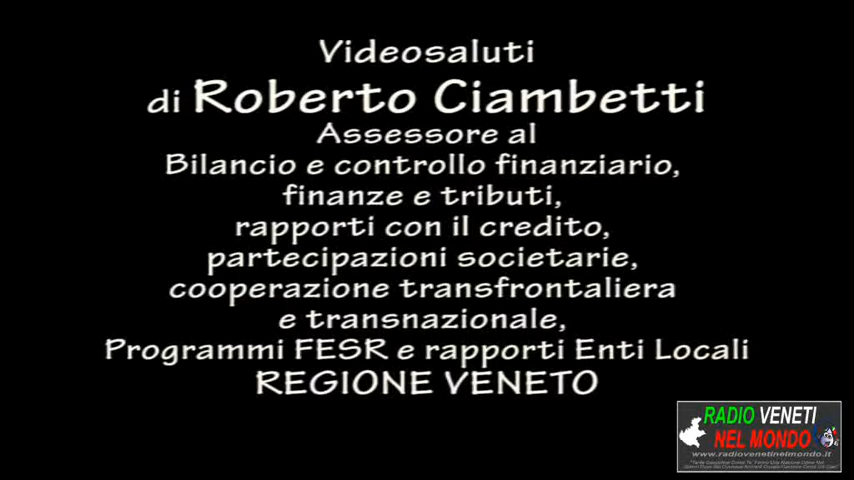 Videosaluti
di Roberto Ciambetti
Assessore al
Bilancio e controllo finanziario,
finanze e tributi,
rapporti con il credito,
partecipazioni societarie,
cooperazione transfrontaliera
e transnazionale,
Programmi FESR e rapporti Enti Locali
REGIONE VENETO
RADIO VENETI
NEL MONDO
www.radiovenetinelmondo.it